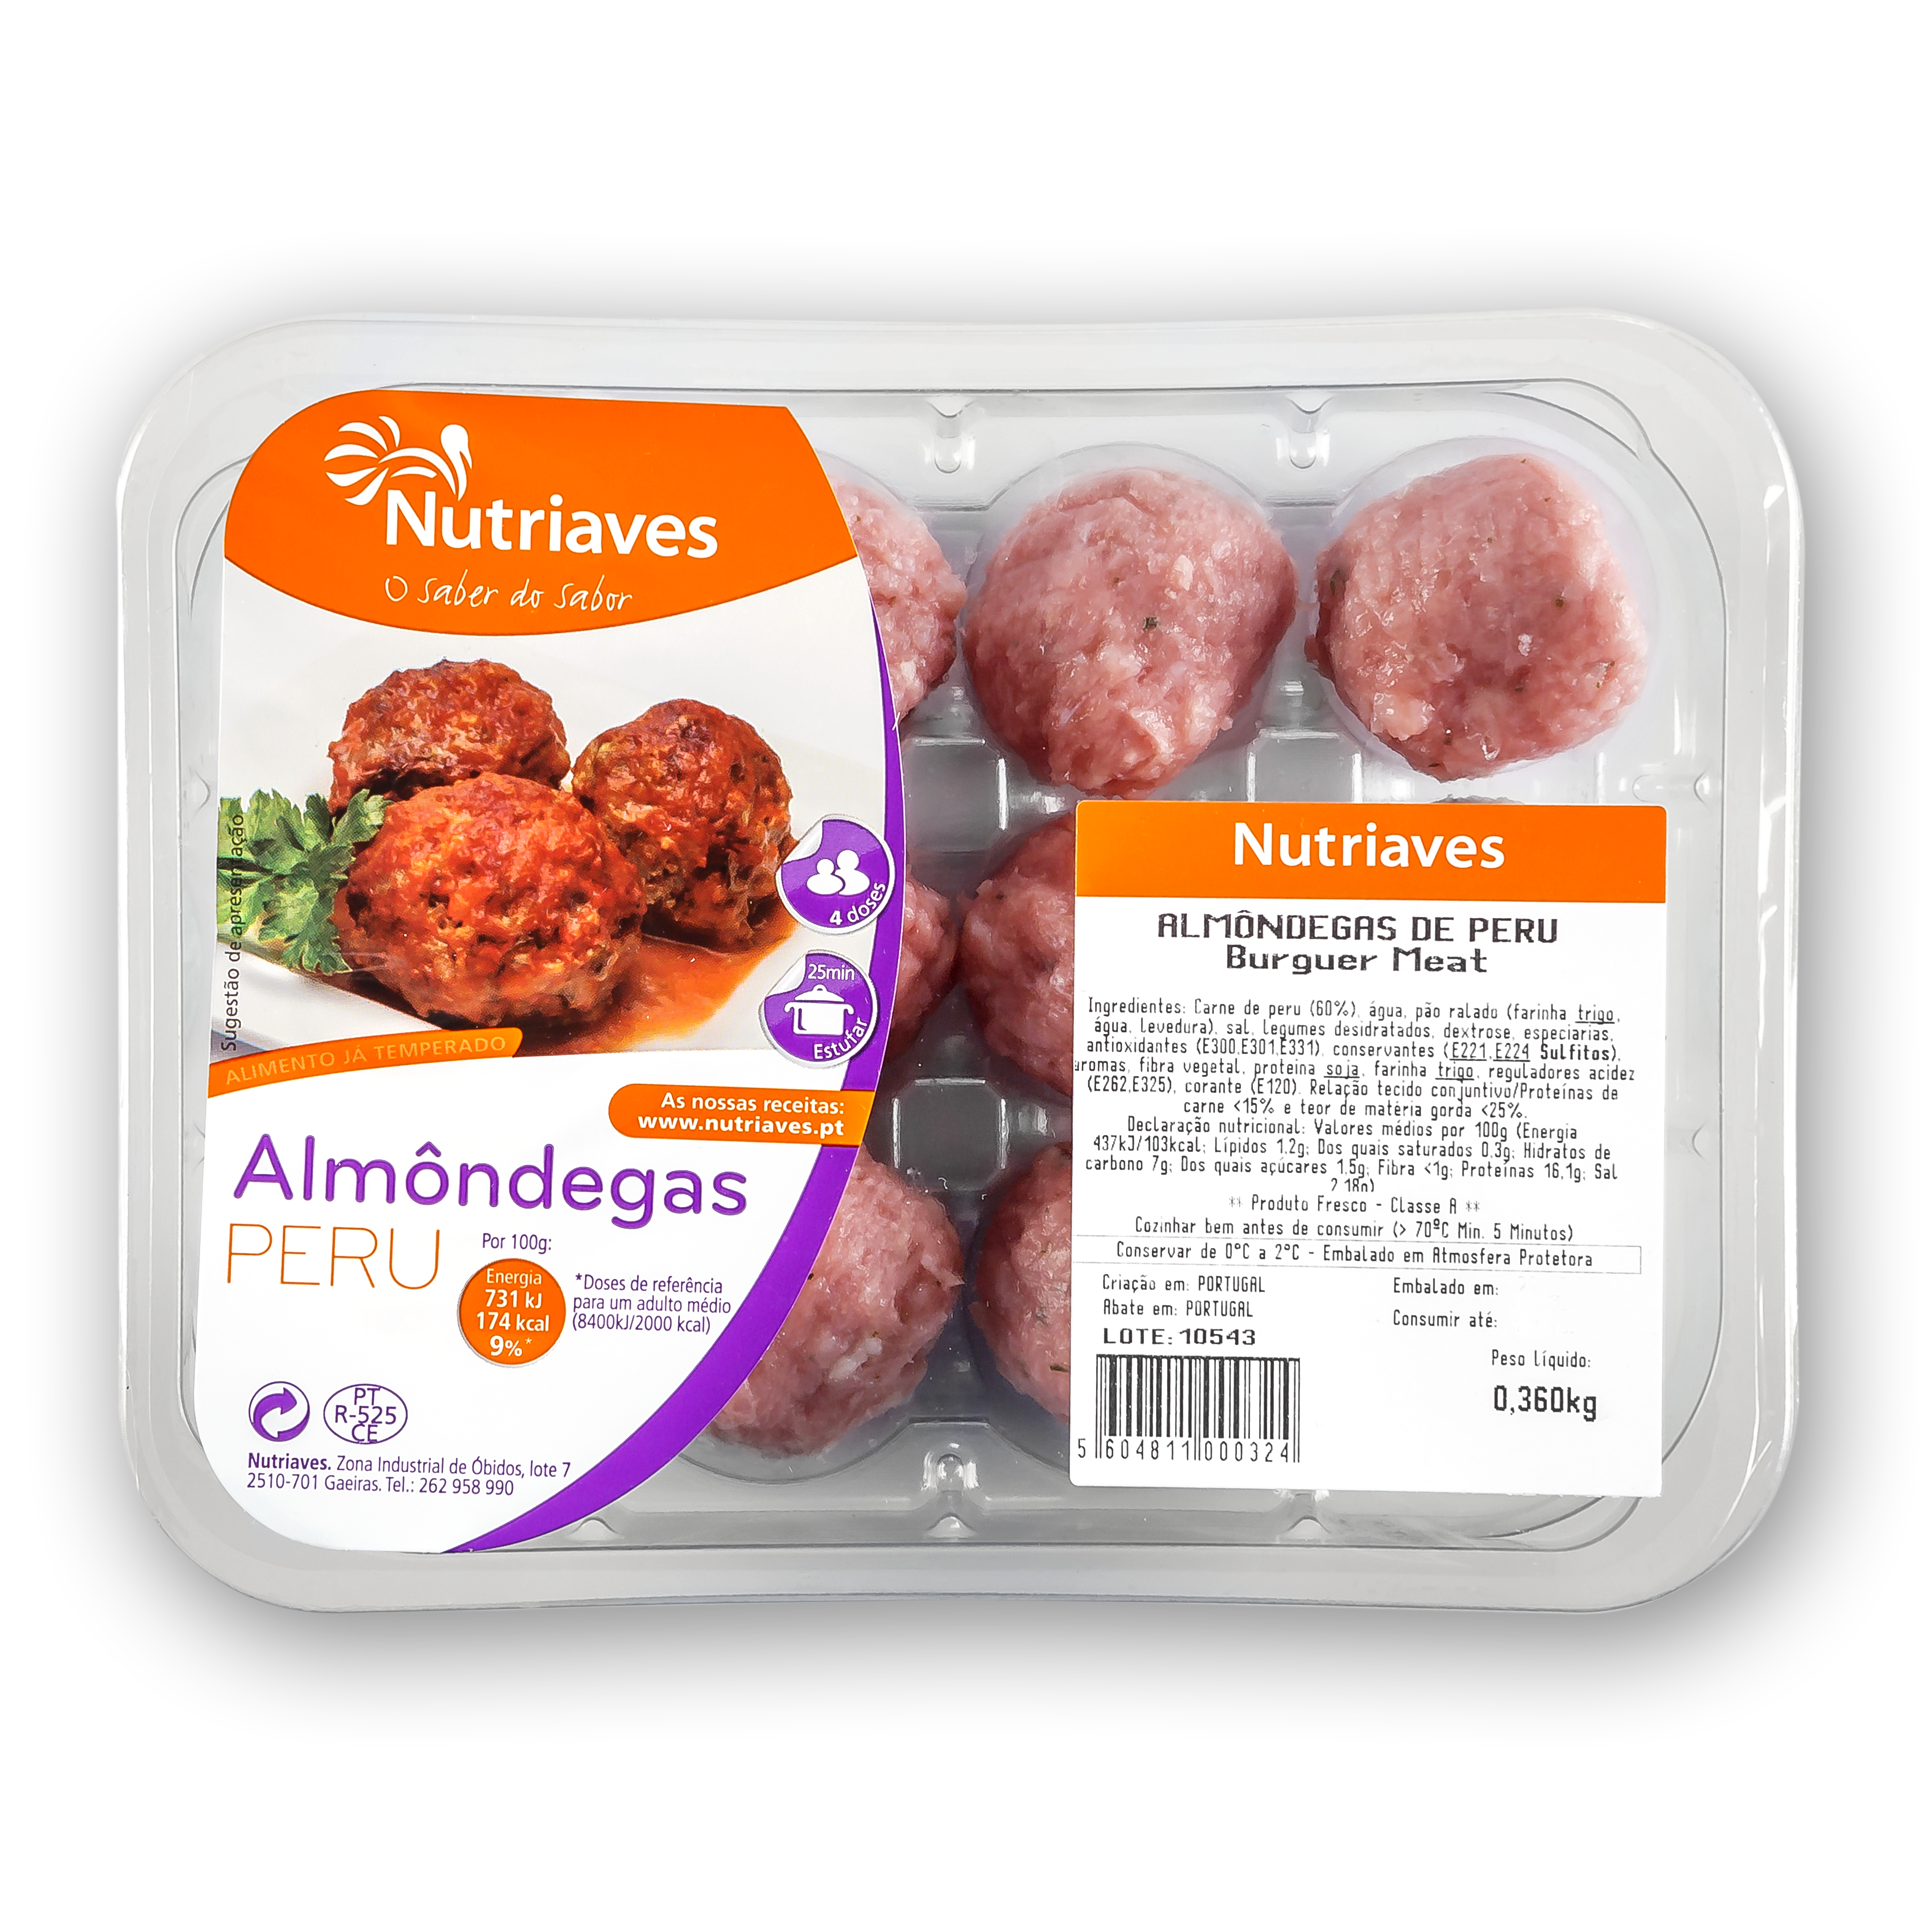 Nutriaves
O saber do sabor
Sugestão de apresentação
4 doses
25min
Estufar
ALIMENTO JÁ TEMPERADO
As nossas receitas:
www.nutriaves.pt
Almôndegas
PERU
Por 100g:
Energia
731 kJ
174 kcal
9%*
*Doses de referência
para um adulto médio
(8400kJ/2000 kcal)
PT
R-525
CE
Nutriaves. Zona Industrial de Óbidos, lote 7
2510-701 Gaeiras. Tel.: 262 958 990
Nutriaves
ALMÔNDEGAS DE PERU
Burguer Meat
Ingredientes: Carne de peru (60%), água, pão ralado (farinha trigo,
água, levedura), sal, legumes desidratados, dextrose, especiarias,
antioxidantes (E300,E301,E331), conservantes (E221,E224 Sulfitos),
aromas, fibra vegetal, proteina soja, farinha trigo, reguladores acidez
(E262,E325), corante (E120). Relação tecido conjuntivo/Proteínas de
carne <15% e teor de matéria gorda <25%.
Declaração nutricional: Valores médios por 100g (Energia
437kJ/103kcal; Lípidos 1.2g; Dos quais saturados 0.3g; Hidratos de
carbono 7g; Dos quais açúcares 1,5g; Fibra <1g; Proteínas 16,1g; Sal
2,18g)
** Produto Fresco - Classe A **
Cozinhar bem antes de consumir (> 70ºC Min. 5 Minutos)
Conservar de 0°C a 2°C - Embalado em Atmosfera Protetora
Criação em: PORTUGAL
Embalado em:
Abate em: PORTUGAL
Consumir até:
LOTE: 10543
Peso líquido:
0,360kg
5 604811 000324